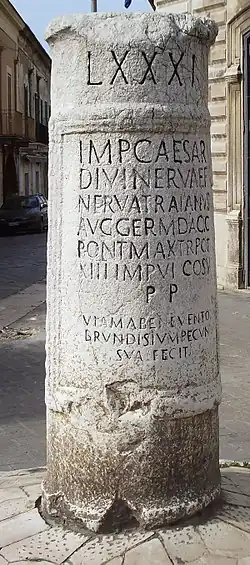 LXXXI
IMP CAESAR
DIVI NERVAE F
NERVA TRAIANVS
AVG GERM DACIC
PONT MAX TR POT
XIII IMP VI COS V
P P
VIAM A BENEVENTO
BRVNDISIVM PECVN
SVA FECIT